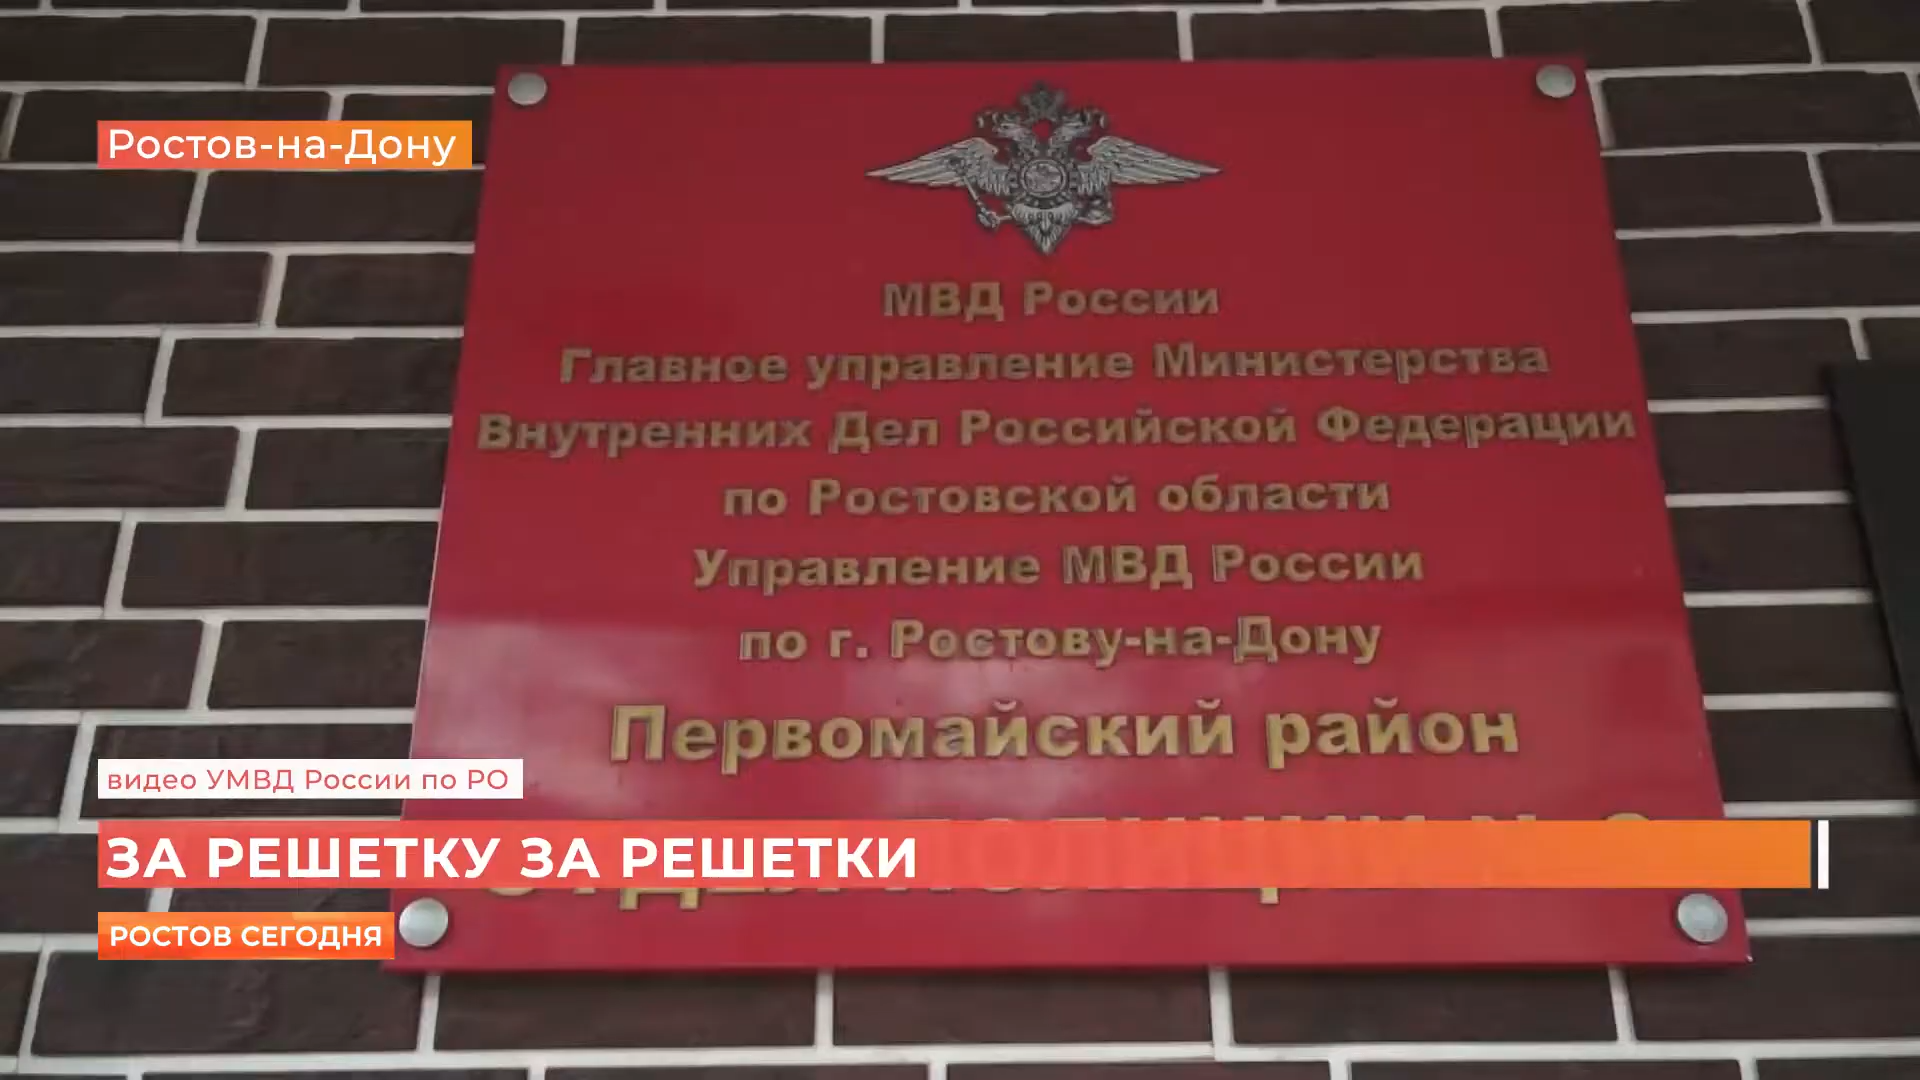 Ростов-на-Дону
МВД России
Главное управление Министерства
Внутренних Дел Российской Федерации
по Ростовской области
Управление МВД России
по г. Ростову-на-Дону
Первомайский район
видео УМВД России по РО
ЗА РЕШЕТКУ ЗА РЕШЕТКИ
РОСТОВ СЕГОДНЯ